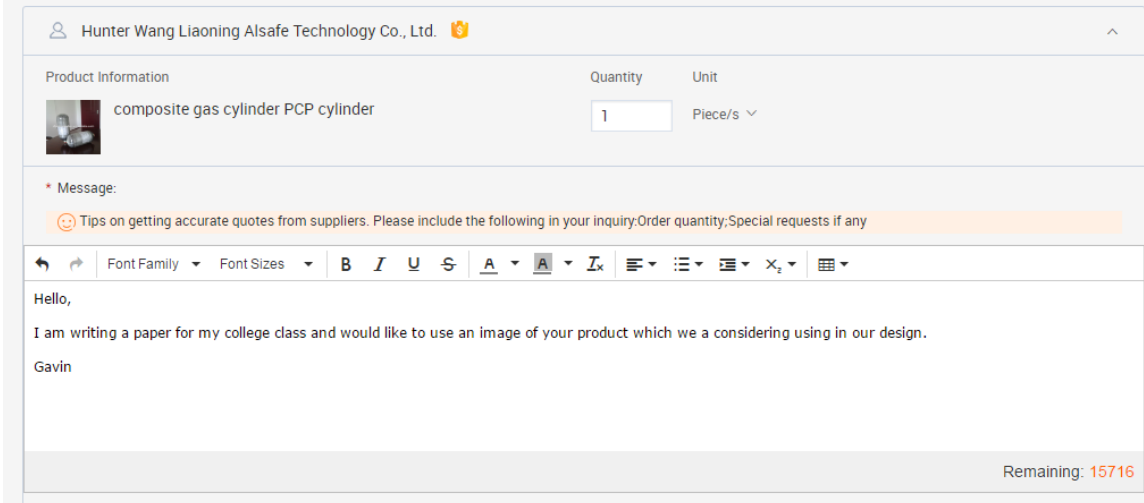 Hunter Wang Liaoning Alsafe Technology Co., Ltd.
Product Information Quantity Unit
composite gas cylinder PCP cylinder 1 Piece/s
* Message:
Tips on getting accurate quotes from suppliers. Please include the following in your inquiry:Order quantity;Special requests if any
Font Family Font Sizes B I U S A A Ix X₂
Hello,
I am writing a paper for my college class and would like to use an image of your product which we a considering using in our design.
Gavin
Remaining: 15716